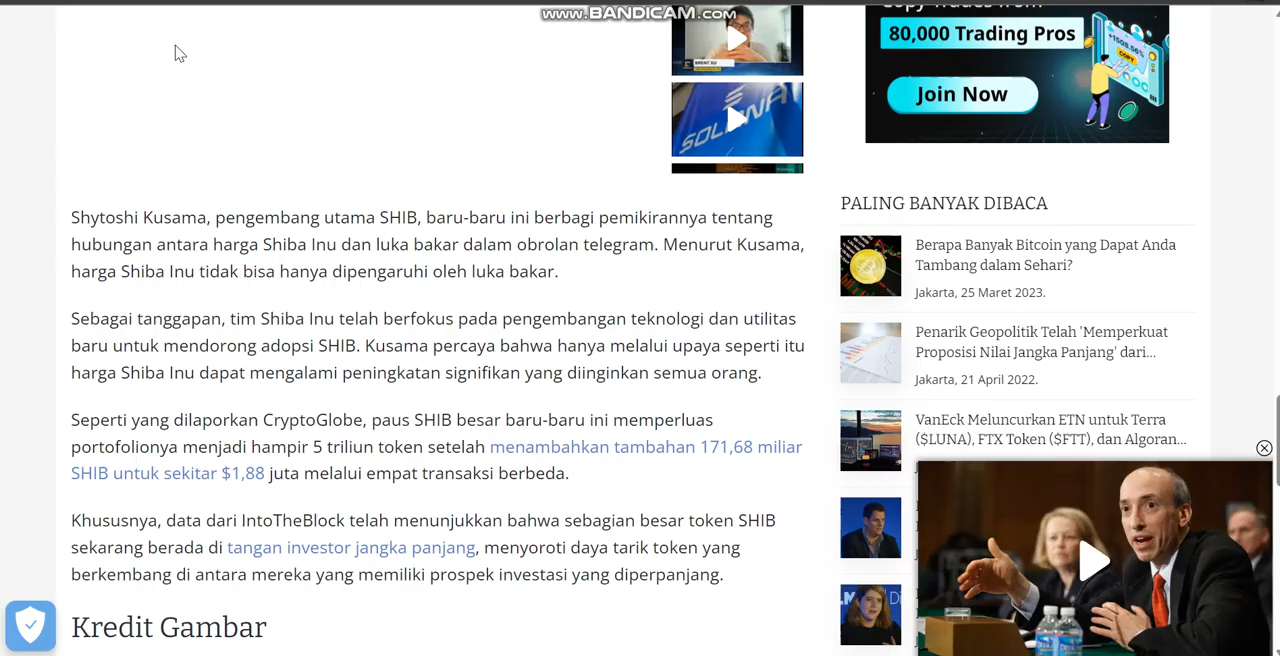 www.BANDICAM.com
80,000 Trading Pros
Join Now
BRENT XU
SOLANA
+1508.56%
COPY
Shytoshi Kusama, pengembang utama SHIB, baru-baru ini berbagi pemikirannya tentang
hubungan antara harga Shiba Inu dan luka bakar dalam obrolan telegram. Menurut Kusama,
harga Shiba Inu tidak bisa hanya dipengaruhi oleh luka bakar.
Sebagai tanggapan, tim Shiba Inu telah berfokus pada pengembangan teknologi dan utilitas
baru untuk mendorong adopsi SHIB. Kusama percaya bahwa hanya melalui upaya seperti itu
harga Shiba Inu dapat mengalami peningkatan signifikan yang diinginkan semua orang.
Seperti yang dilaporkan CryptoGlobe, paus SHIB besar baru-baru ini memperluas
portofolionya menjadi hampir 5 triliun token setelah menambahkan tambahan 171,68 miliar
SHIB untuk sekitar $1,88 juta melalui empat transaksi berbeda.
Khususnya, data dari IntoTheBlock telah menunjukkan bahwa sebagian besar token SHIB
sekarang berada di tangan investor jangka panjang, menyoroti daya tarik token yang
berkembang di antara mereka yang memiliki prospek investasi yang diperpanjang.
Kredit Gambar
PALING BANYAK DIBACA
Berapa Banyak Bitcoin yang Dapat Anda
Tambang dalam Sehari?
Jakarta, 25 Maret 2023.
Penarik Geopolitik Telah 'Memperkuat
Proposisi Nilai Jangka Panjang' dari...
Jakarta, 21 April 2022.
VanEck Meluncurkan ETN untuk Terra
($LUNA), FTX Token ($FTT), dan Algoran...